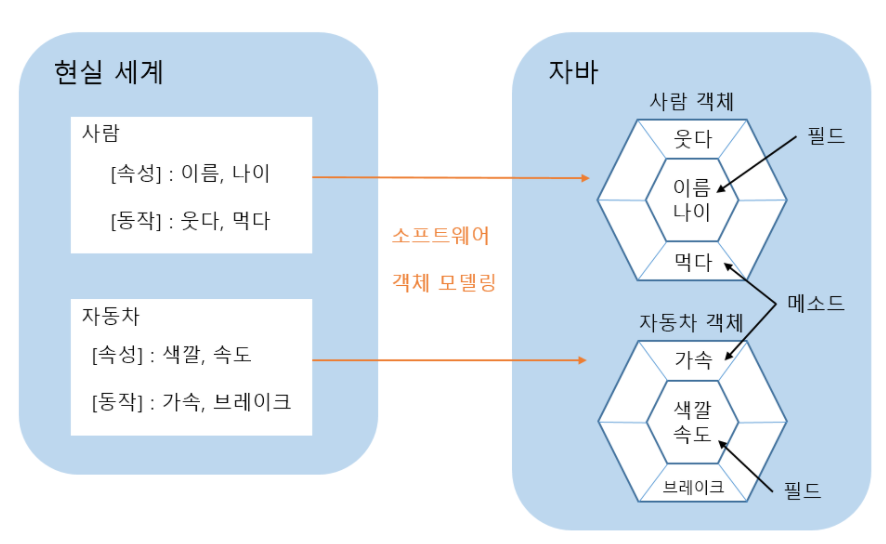 현실 세계
사람
[속성] : 이름, 나이
[동작] : 웃다, 먹다
자동차
[속성] : 색깔, 속도
[동작] : 가속, 브레이크
소프트웨어
객체 모델링
자바
사람 객체
웃다
이름
나이
먹다
필드
메소드
자동차 객체
가속
색깔
속도
브레이크
필드